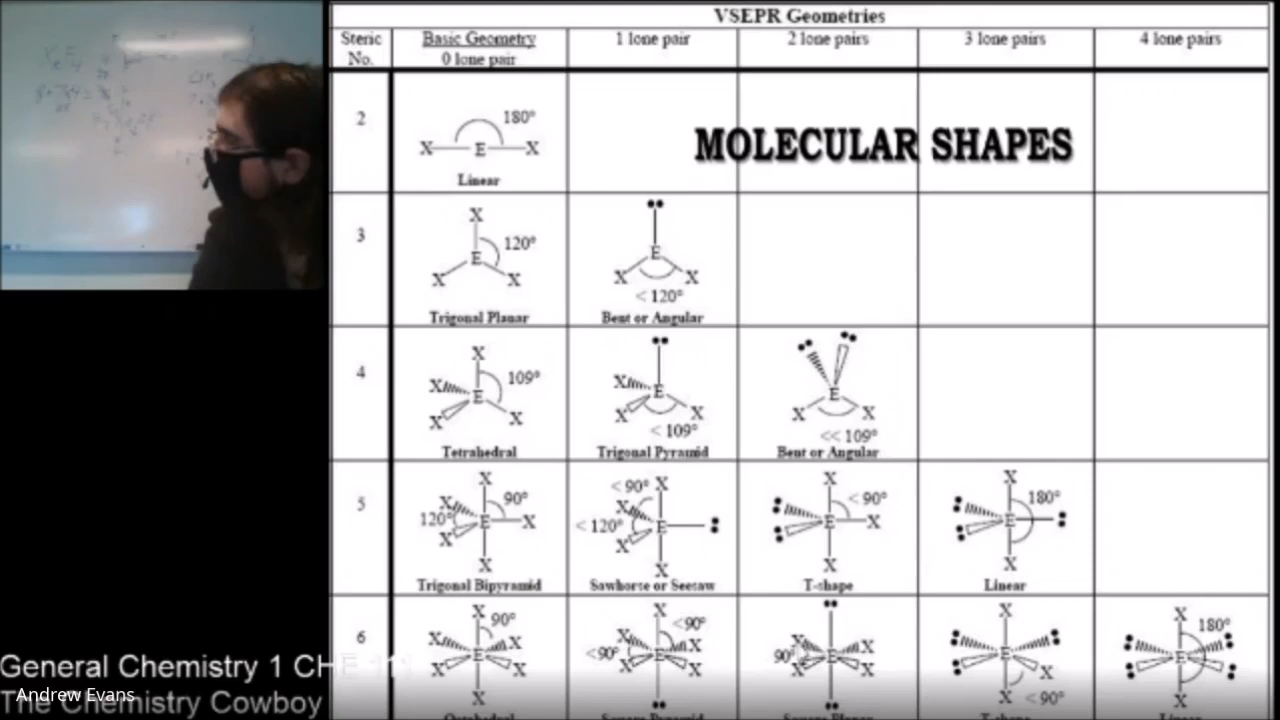 VSEPR Geometries
Steric No.
Basic Geometry
0 lone pair
1 lone pair
2 lone pairs
3 lone pairs
4 lone pairs
MOLECULAR SHAPES
2
180°
X E X
Linear
3
X
120°
E
X X
Trigonal Planar
E
X X
< 120°
Bent or Angular
4
X
109°
X E
X X
Tetrahedral
X E
X X
< 109°
Trigonal Pyramid
E
X X
<< 109°
Bent or Angular
5
X
X 90°
120° E X
X
X
Trigonal Bipyramid
< 90° X
X
< 120° E
X
X
Sawhorse or Seesaw
X
< 90°
E X
X
T-shape
X
180°
E
X
Linear
6
X
90°
X X
E
X X
X
X
<90°
X X
<90° E
X X
X X
90° E
X X
X
E
X
X < 90°
X
180°
E
X
General Chemistry 1
Andrew Evans
The Chemistry Cowboy